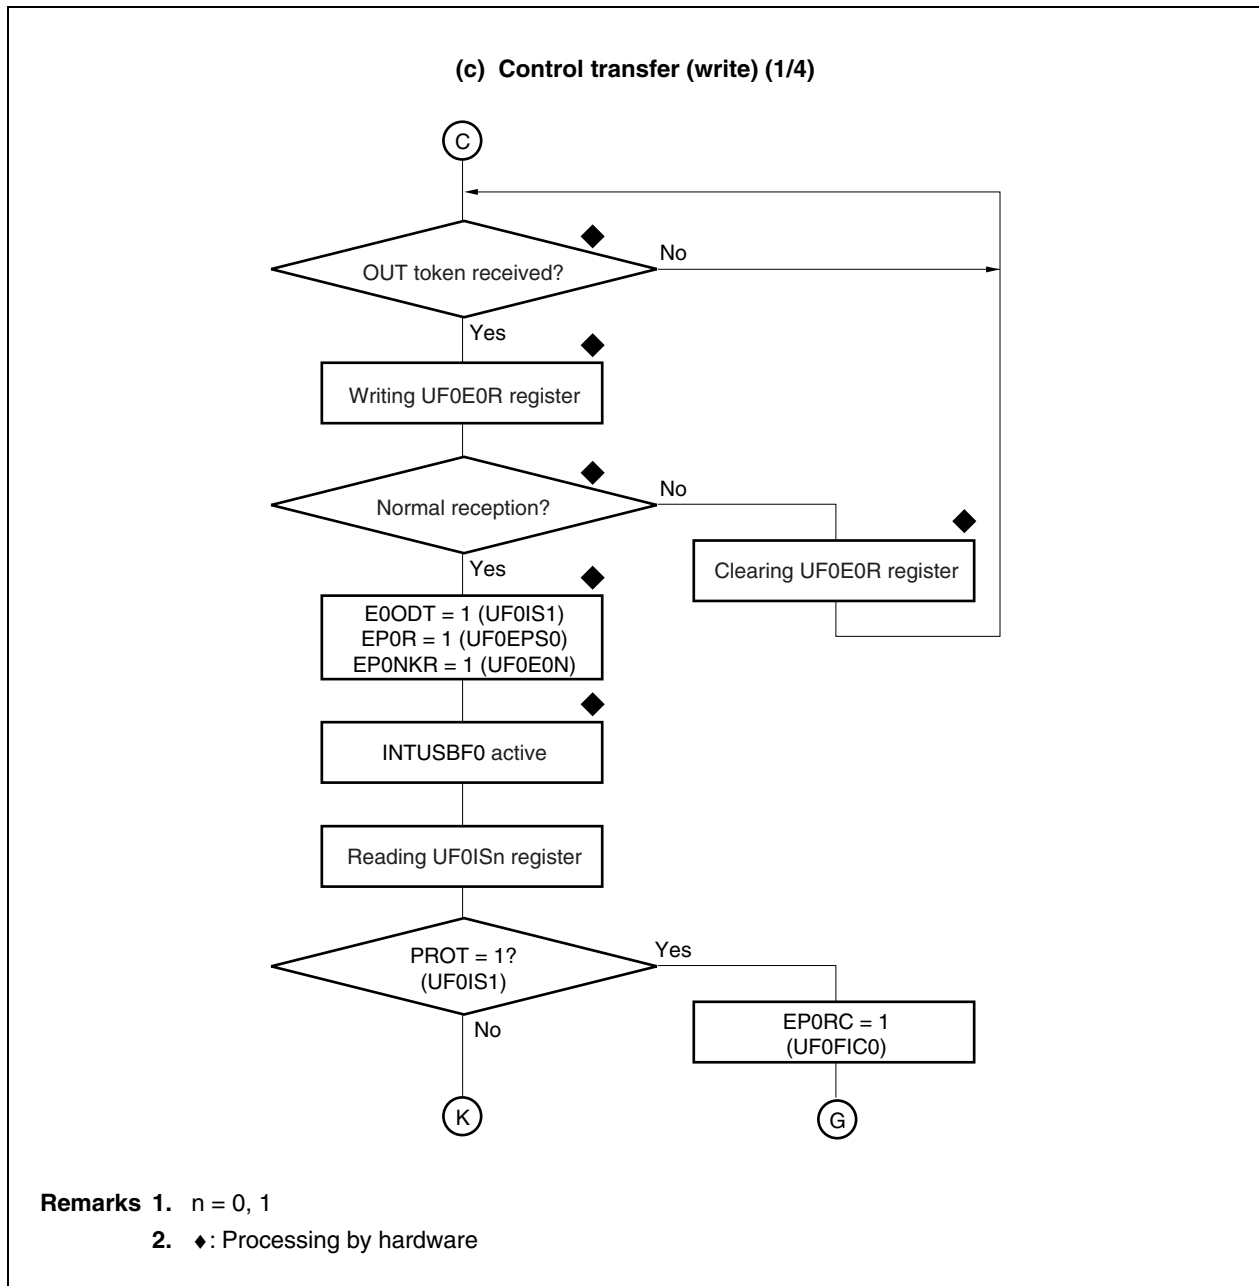 (c) Control transfer (write) (1/4)
C
OUT token received?
No
Yes
Writing UF0E0R register
Normal reception?
No
Yes
Clearing UF0E0R register
E0ODT = 1 (UF0IS1)
EP0R = 1 (UF0EPS0)
EP0NKR = 1 (UF0E0N)
INTUSBF0 active
Reading UF0ISn register
PROT = 1?
(UF0IS1)
Yes
No
EP0RC = 1
(UF0FIC0)
K
G
Remarks 1. n = 0, 1
2. ♦: Processing by hardware